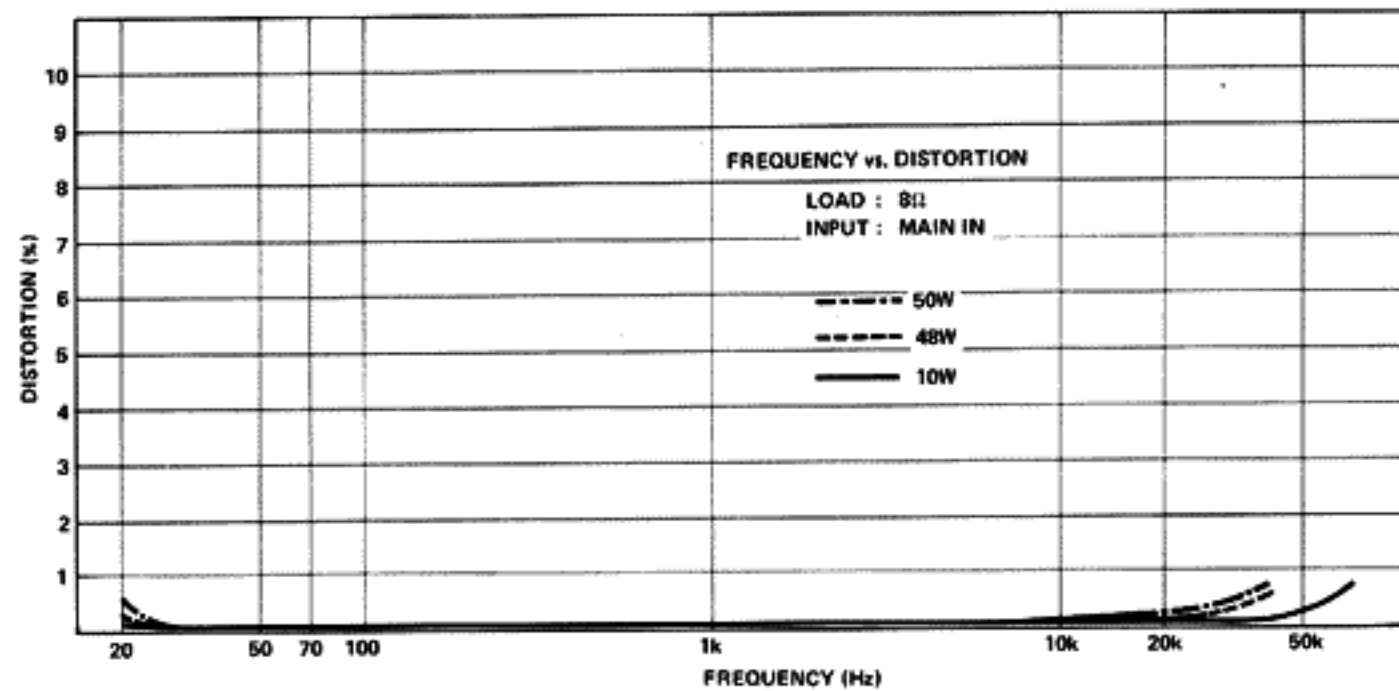 10
9
8
7
6
5
4
3
2
1
DISTORTION (%)
FREQUENCY vs. DISTORTION
LOAD : 8Ω
INPUT : MAIN IN
50W
48W
10W
20 50 70 100 1k 10k 20k 50k
FREQUENCY (Hz)